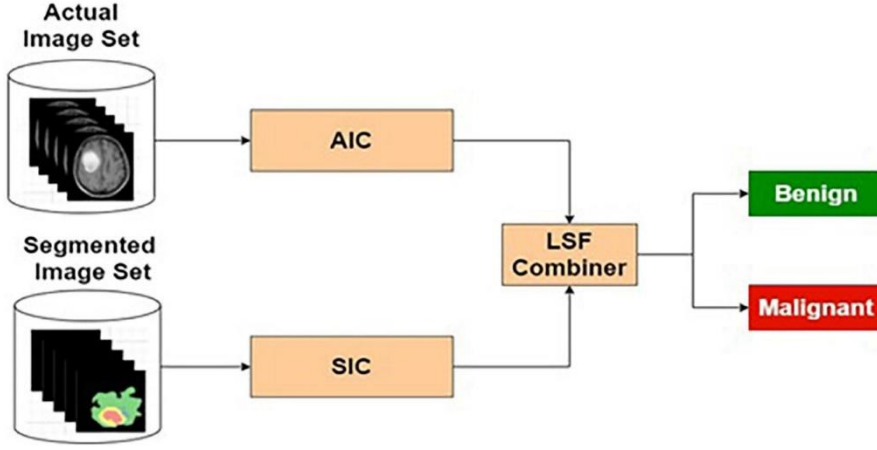 Actual
Image Set
AIC
Benign
LSF
Combiner
Segmented
Image Set
Malignant
SIC